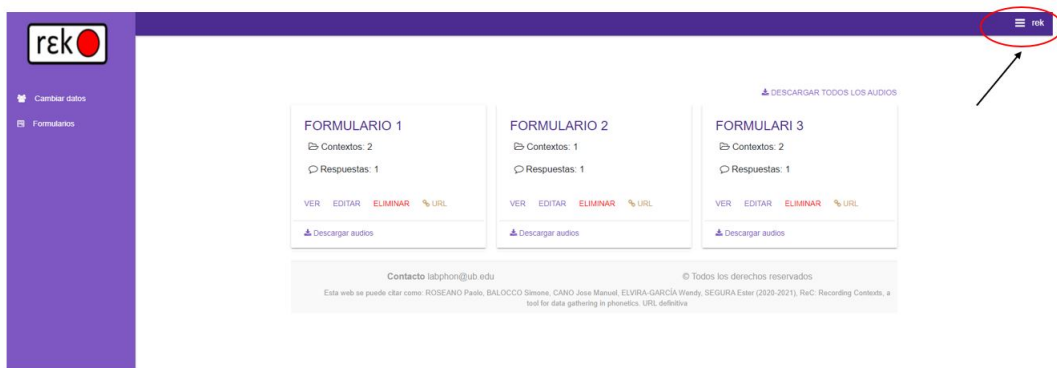 rɛk
rek
Cambiar datos
Formularios
DESCARGAR TODOS LOS AUDIOS
FORMULARIO 1
Contextos: 2
Respuestas: 1
VER EDITAR ELIMINAR URL
Descargar audios
FORMULARIO 2
Contextos: 1
Respuestas: 1
VER EDITAR ELIMINAR URL
Descargar audios
FORMULARI 3
Contextos: 2
Respuestas: 1
VER EDITAR ELIMINAR URL
Descargar audios
Contacto labphon@ub.edu
© Todos los derechos reservados
Esta web se puede citar como: ROSEANO Paolo, BALOCCO Simone, CANO Jose Manuel, ELVIRA-GARCÍA Wendy, SEGURA Ester (2020-2021), ReC: Recording Contexts, a
tool for data gathering in phonetics. URL definitiva